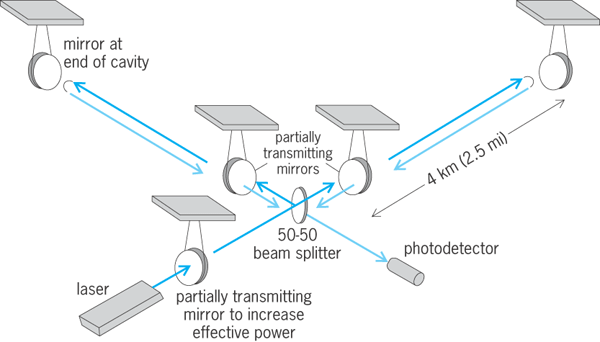 mirror at
end of cavity
partially
transmitting
mirrors
4 km (2.5 mi)
50-50
beam splitter
photodetector
laser
partially transmitting
mirror to increase
effective power